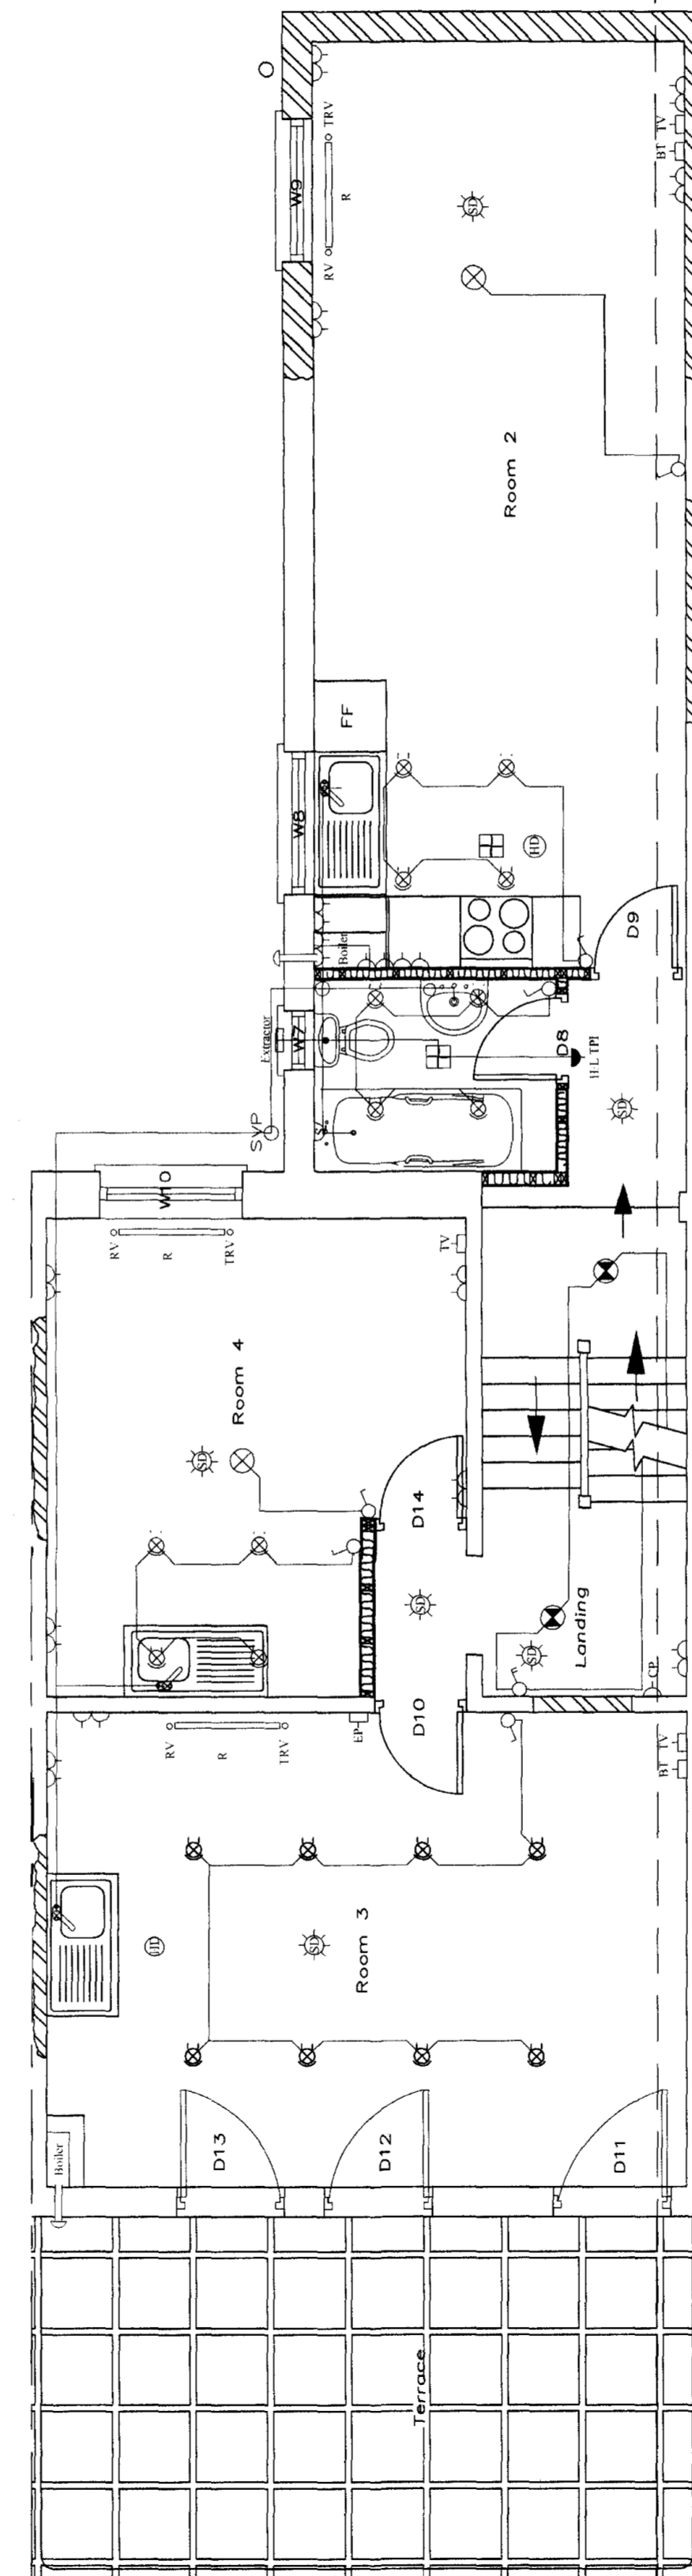 TRV
W9
R
RV
TV
BT
SD
Room 2
FF
W8
HD
Boiler
D9
Extractor
W7
D8
SVP
SD
W10
RV
R
TRV
TV
Room 4
SD
D14
SD
Landing
SD
CP
D10
EP
RV
R
TRV
TV
BT
Room 3
SD
HD
Boiler
D13
D12
D11
Terrace